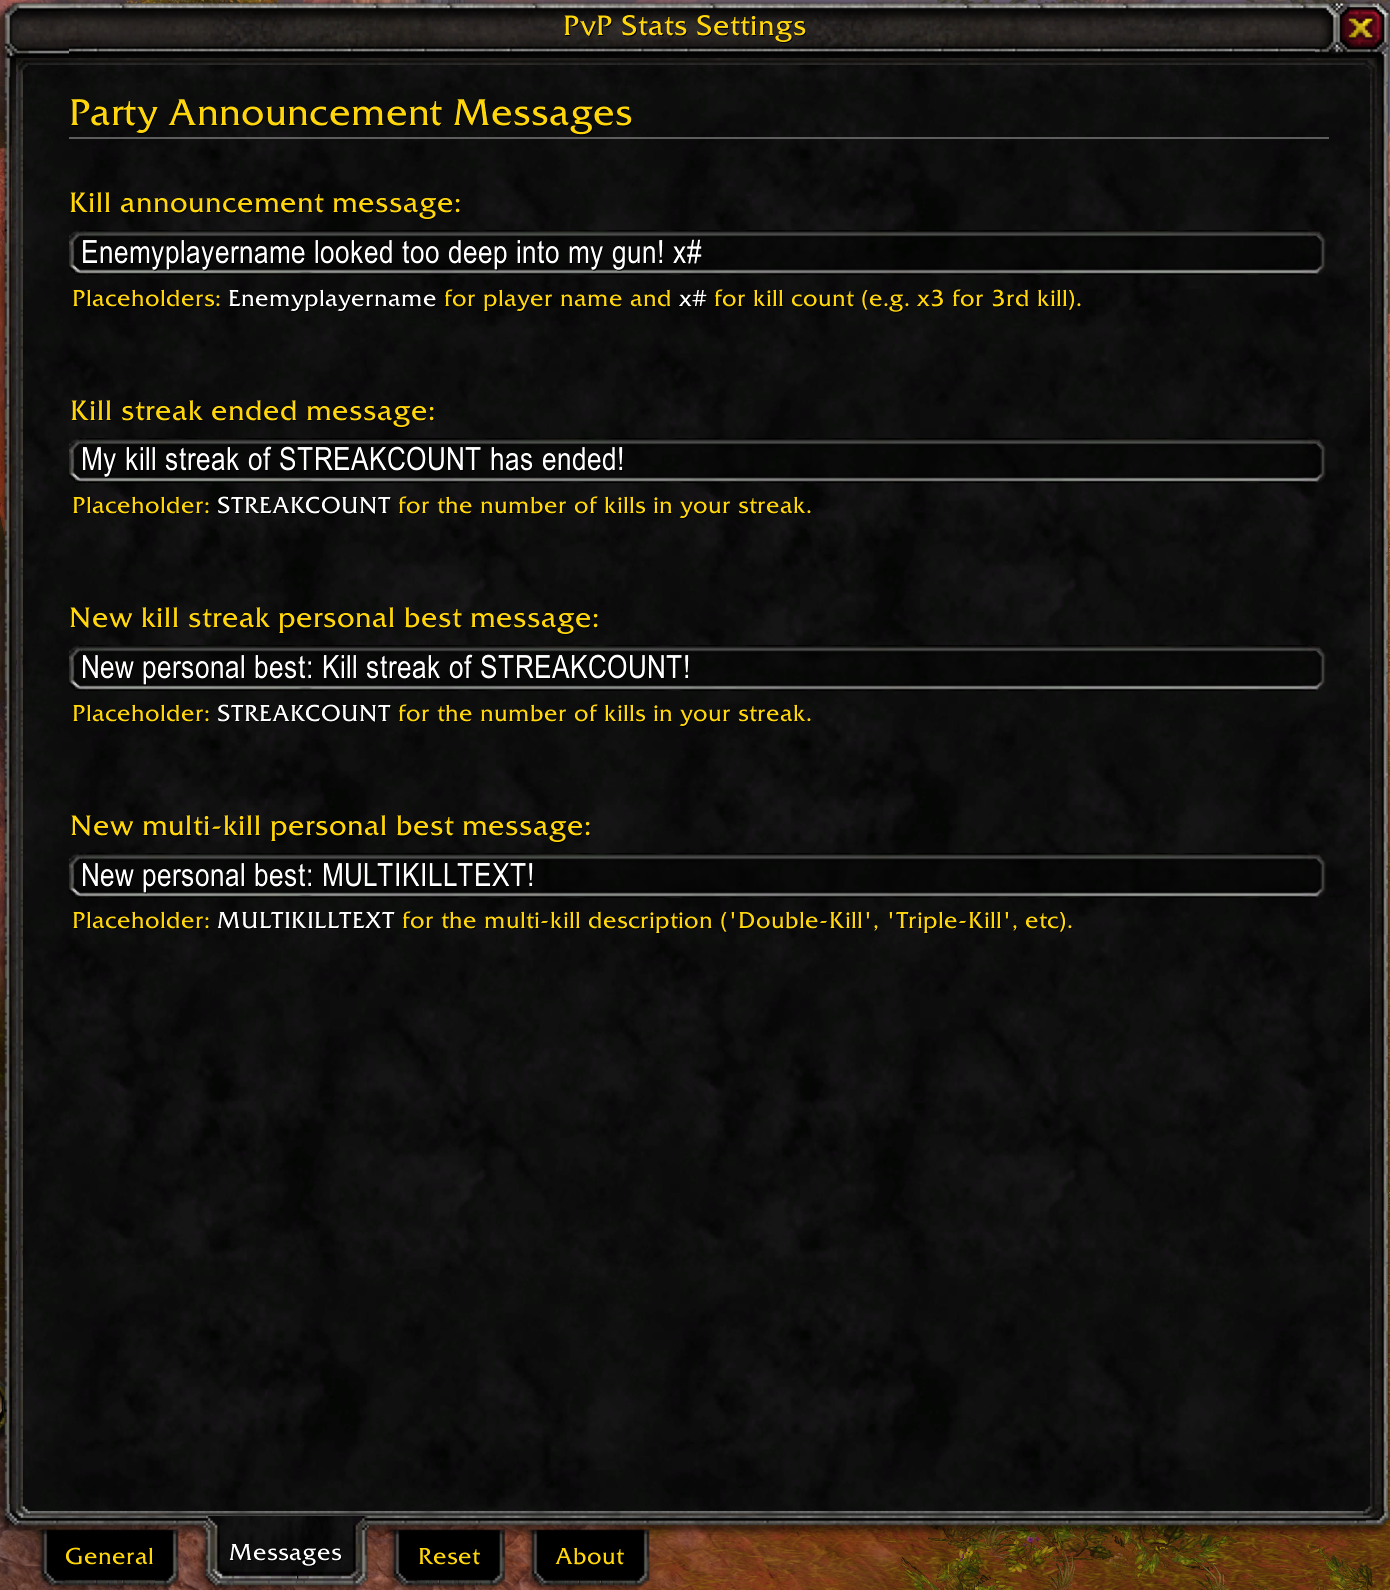 PvP Stats Settings
Party Announcement Messages
Kill announcement message:
Enemyplayername looked too deep into my gun! x#
Placeholders: Enemyplayername for player name and x# for kill count (e.g. x3 for 3rd kill).
Kill streak ended message:
My kill streak of STREAKCOUNT has ended!
Placeholder: STREAKCOUNT for the number of kills in your streak.
New kill streak personal best message:
New personal best: Kill streak of STREAKCOUNT!
Placeholder: STREAKCOUNT for the number of kills in your streak.
New multi-kill personal best message:
New personal best: MULTIKILLTEXT!
Placeholder: MULTIKILLTEXT for the multi-kill description ('Double-Kill', 'Triple-Kill', etc).
General Messages Reset About